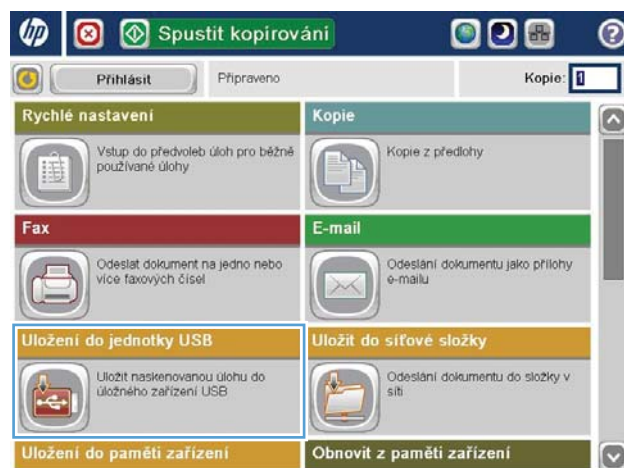 hp
Spustit kopírování
Přihlásit
Připraveno
Kopie: 1
Rychlé nastavení
Vstup do předvoleb úloh pro běžně
používané úlohy
Kopie
Kopie z předlohy
Fax
Odeslat dokument na jedno nebo
více faxových čísel
E-mail
Odeslání dokumentu jako přílohy
e-mailu
Uložení do jednotky USB
Uložit naskenovanou úlohu do
úložného zařízení USB
Uložit do síťové složky
Odeslání dokumentu do složky v
síti
Uložení do paměti zařízení
Obnovit z paměti zařízení